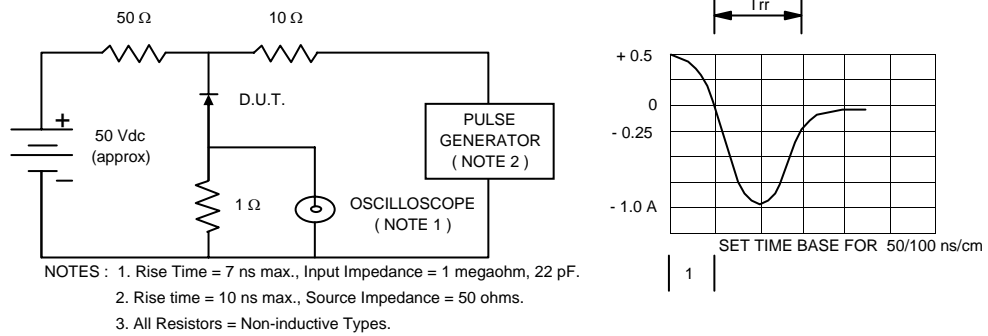 50 Ω
10 Ω
D.U.T.
+
50 Vdc
(approx)
−
1 Ω
PULSE
GENERATOR
( NOTE 2 )
OSCILLOSCOPE
( NOTE 1 )
NOTES : 1. Rise Time = 7 ns max., Input Impedance = 1 megaohm, 22 pF.
2. Rise time = 10 ns max., Source Impedance = 50 ohms.
3. All Resistors = Non-inductive Types.
Trr
+ 0.5
0
- 0.25
- 1.0 A
SET TIME BASE FOR 50/100 ns/cm
1